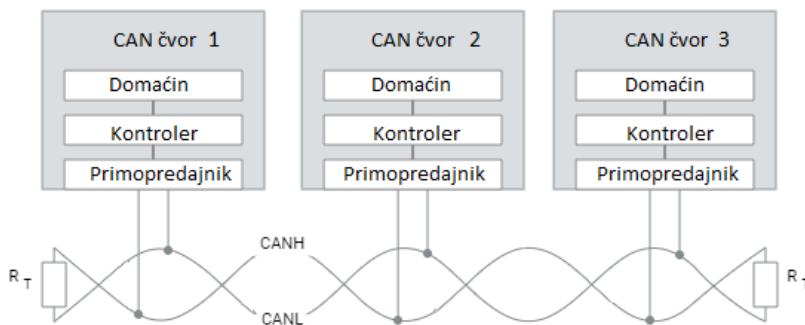 CAN čvor 1
Domaćin
Kontroler
Primopredajnik
CAN čvor 2
Domaćin
Kontroler
Primopredajnik
CAN čvor 3
Domaćin
Kontroler
Primopredajnik
CANH
CANL
R T
R T